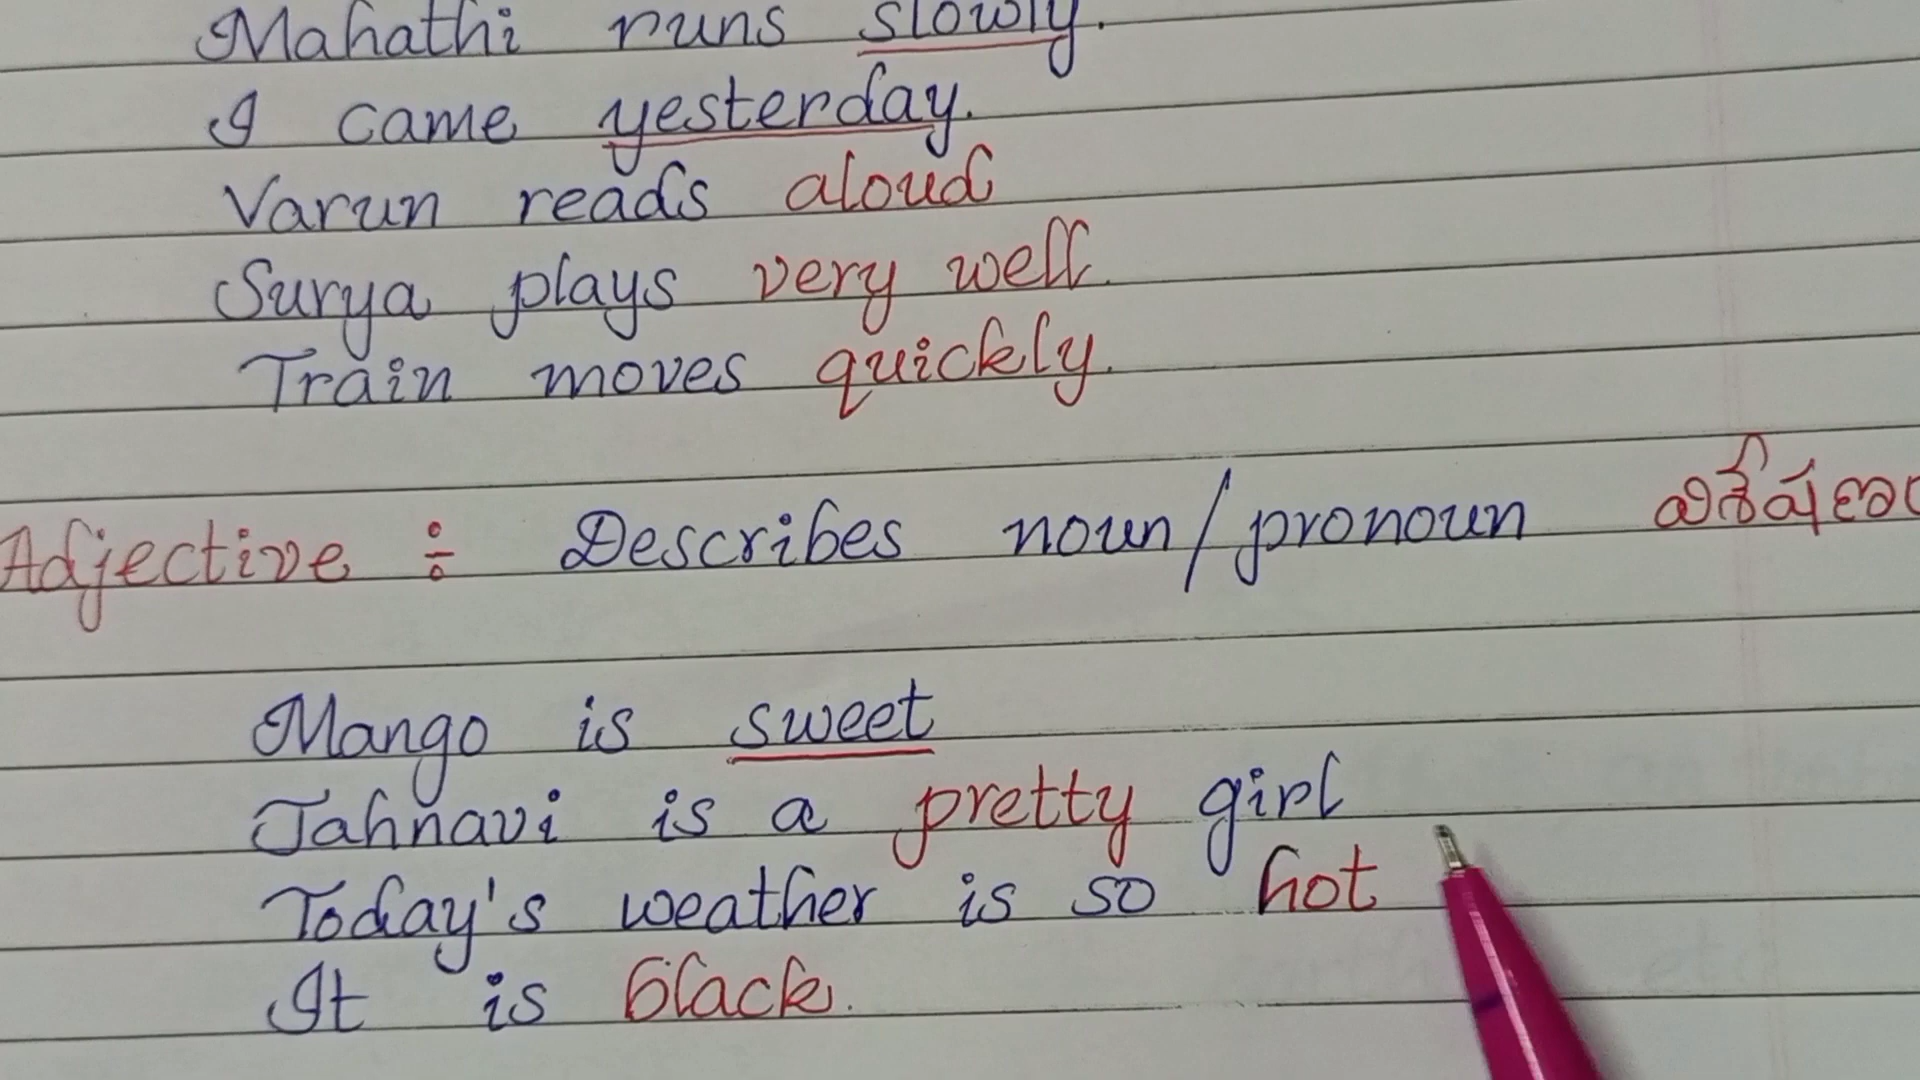 Mahathi runs slowly.
I came yesterday.
Varun reads aloud
Surya plays very well.
Train moves quickly.
Adjective ÷ Describes noun/pronoun
Mango is sweet
Jahnavi is a pretty girl
Today's weather is so hot
It is black.